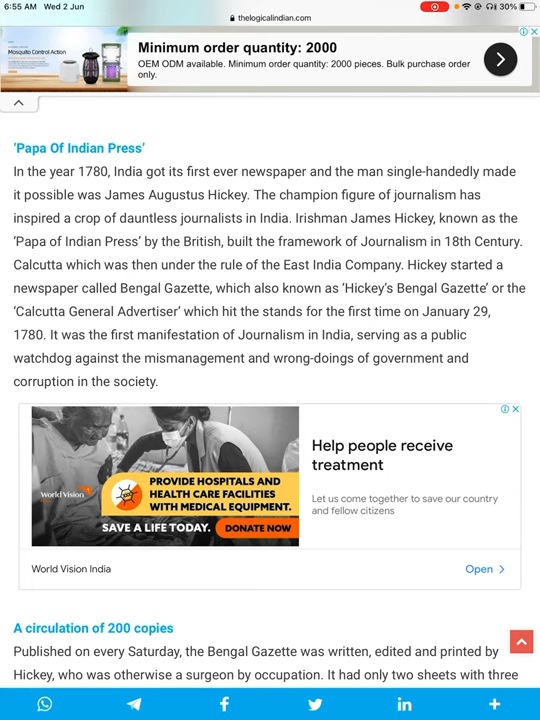 6:55 AM Wed 2 Jun
30%
thelogicalindian.com
Mosquito Control Action
Minimum order quantity: 2000
OEM ODM available. Minimum order quantity: 2000 pieces. Bulk purchase order
only.
‘Papa Of Indian Press’
In the year 1780, India got its first ever newspaper and the man single-handedly made
it possible was James Augustus Hickey. The champion figure of journalism has
inspired a crop of dauntless journalists in India. Irishman James Hickey, known as the
‘Papa of Indian Press’ by the British, built the framework of Journalism in 18th Century.
Calcutta which was then under the rule of the East India Company. Hickey started a
newspaper called Bengal Gazette, which also known as ‘Hickey’s Bengal Gazette’ or the
‘Calcutta General Advertiser’ which hit the stands for the first time on January 29,
1780. It was the first manifestation of Journalism in India, serving as a public
watchdog against the mismanagement and wrong-doings of government and
corruption in the society.
World Vision
PROVIDE HOSPITALS AND
HEALTH CARE FACILITIES
WITH MEDICAL EQUIPMENT.
SAVE A LIFE TODAY. DONATE NOW
Help people receive
treatment
Let us come together to save our country
and fellow citizens
World Vision India
Open
A circulation of 200 copies
Published on every Saturday, the Bengal Gazette was written, edited and printed by
Hickey, who was otherwise a surgeon by occupation. It had only two sheets with three